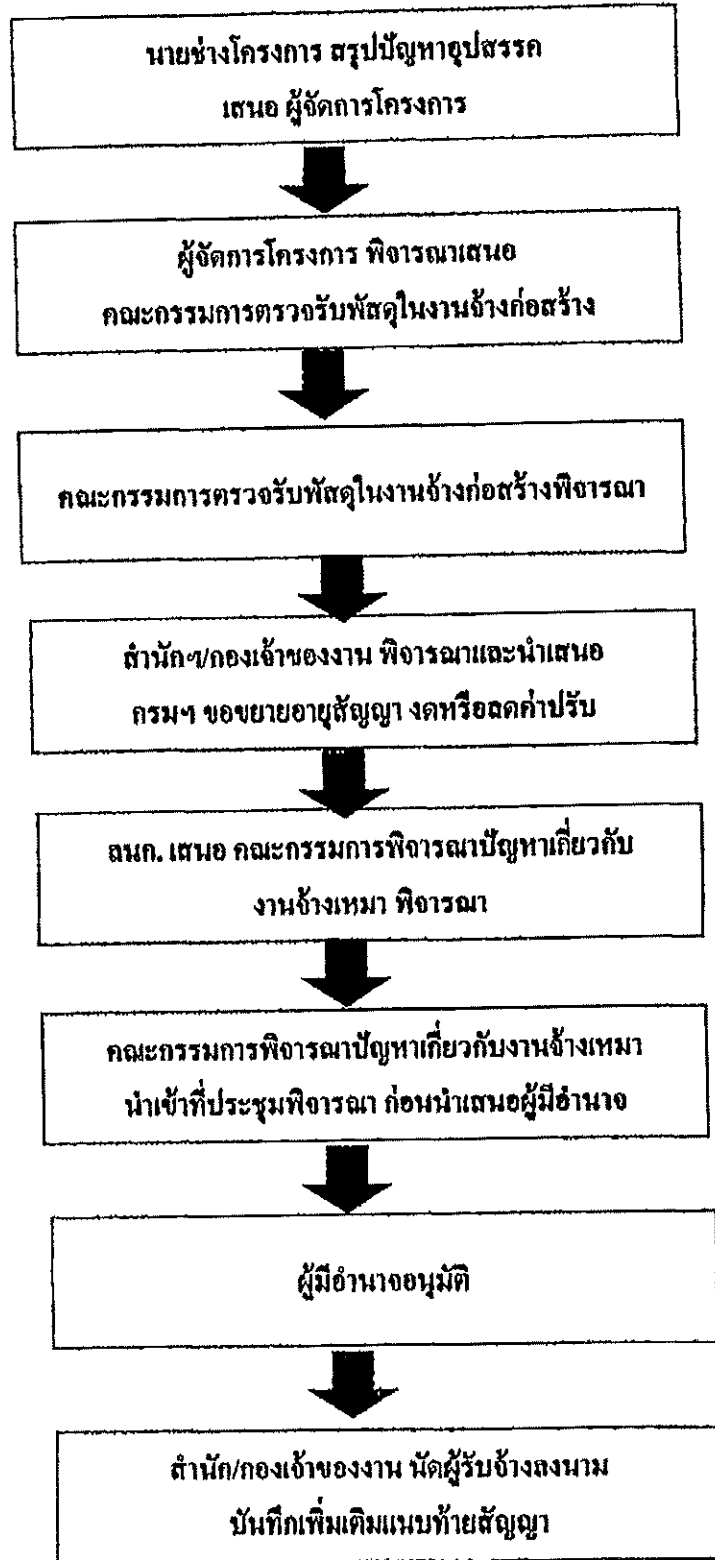 นายช่างโครงการ สรุปปัญหาอุปสรรค
เสนอ ผู้จัดการโครงการ
ผู้จัดการโครงการ พิจารณาเสนอ
คณะกรรมการตรวจรับพัสดุในงานจ้างก่อสร้าง
คณะกรรมการตรวจรับพัสดุในงานจ้างก่อสร้างพิจารณา
สำนักฯ/กองเจ้าของงาน พิจารณาและนำเสนอ
กรมฯ ขอขยายอายุสัญญา งดหรือลดค่าปรับ
ลนก. เสนอ คณะกรรมการพิจารณาปัญหาเกี่ยวกับ
งานจ้างเหมา พิจารณา
คณะกรรมการพิจารณาปัญหาเกี่ยวกับงานจ้างเหมา
นำเข้าที่ประชุมพิจารณา ก่อนนำเสนอผู้มีอำนาจ
ผู้มีอำนาจอนุมัติ
สำนัก/กองเจ้าของงาน นัดผู้รับจ้างลงนาม
บันทึกเพิ่มเติมแนบท้ายสัญญา